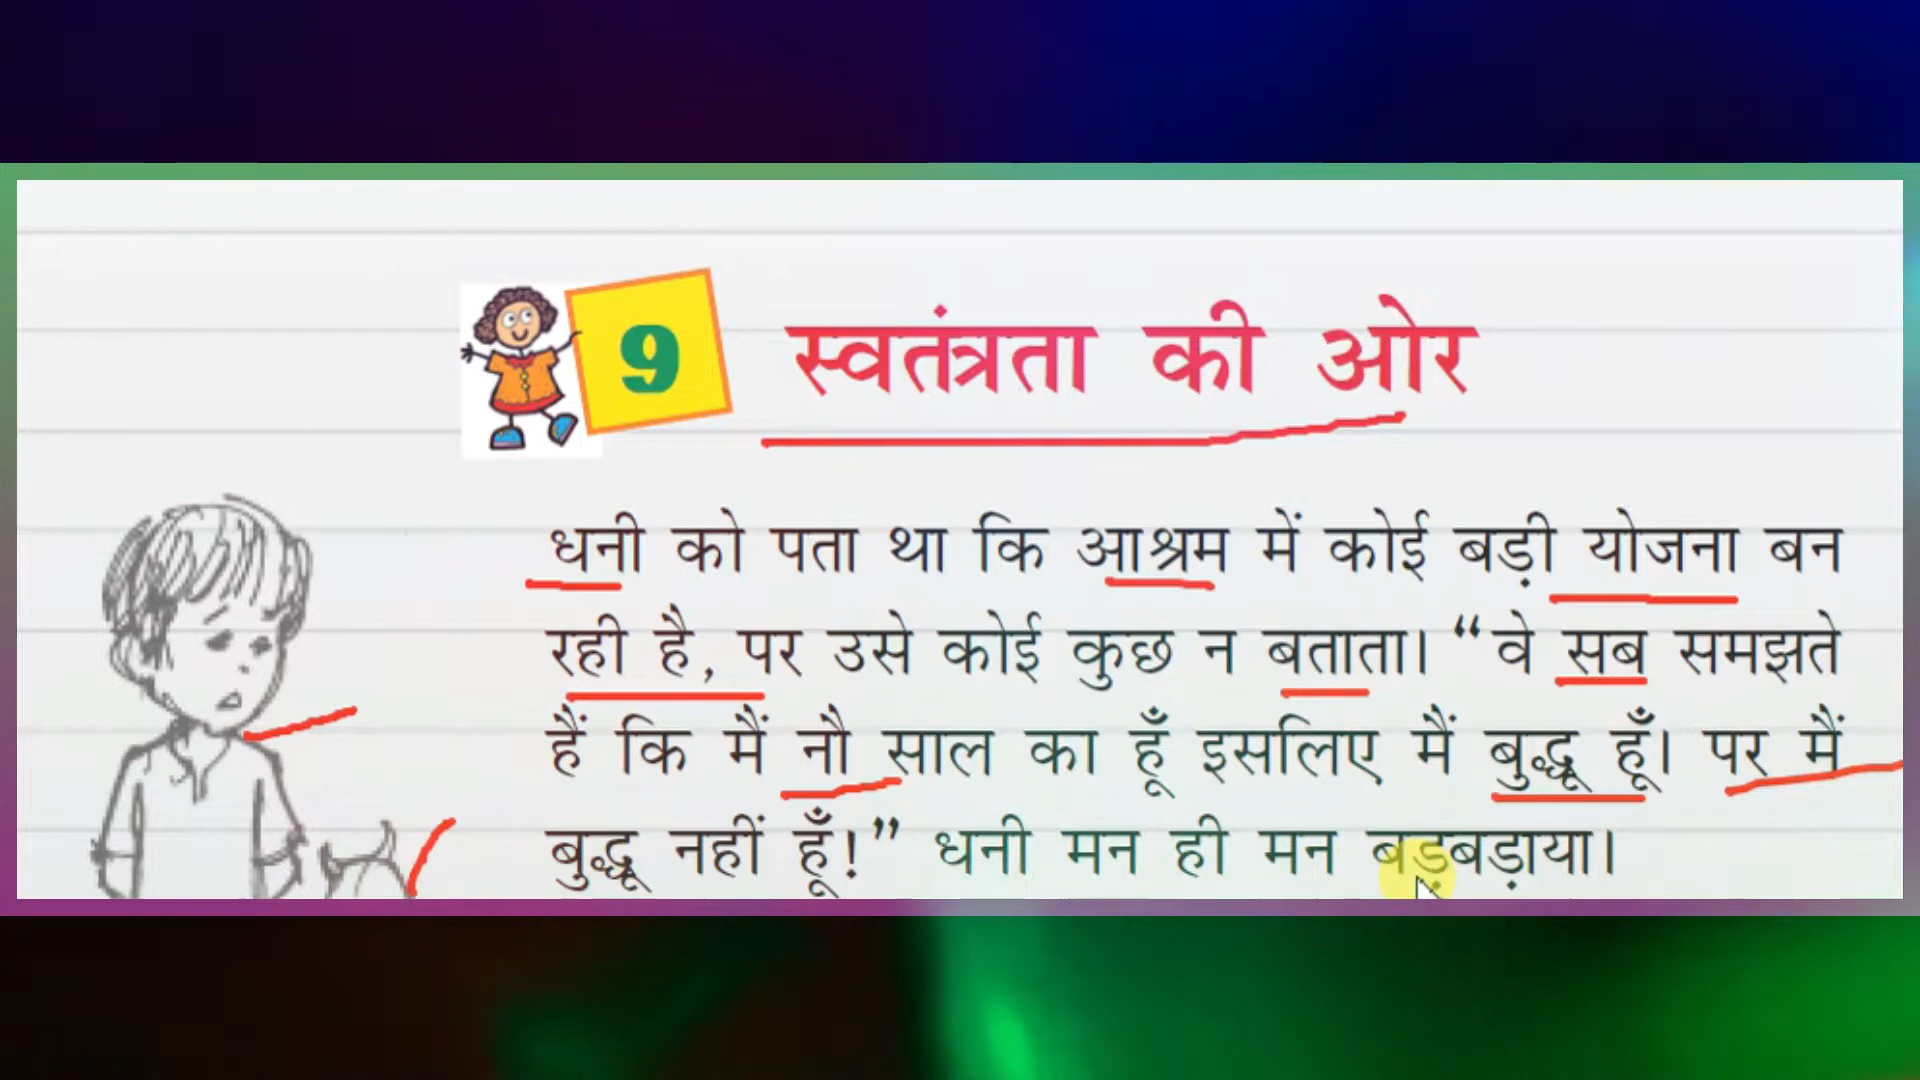 9 स्वतंत्रता की ओर
धनी को पता था कि आश्रम में कोई बड़ी योजना बन
रही है, पर उसे कोई कुछ न बताता। “वे सब समझते
हैं कि मैं नौ साल का हूँ इसलिए मैं बुद्धू हूँ। पर मैं
बुद्धू नहीं हूँ!” धनी मन ही मन बड़बड़ाया।